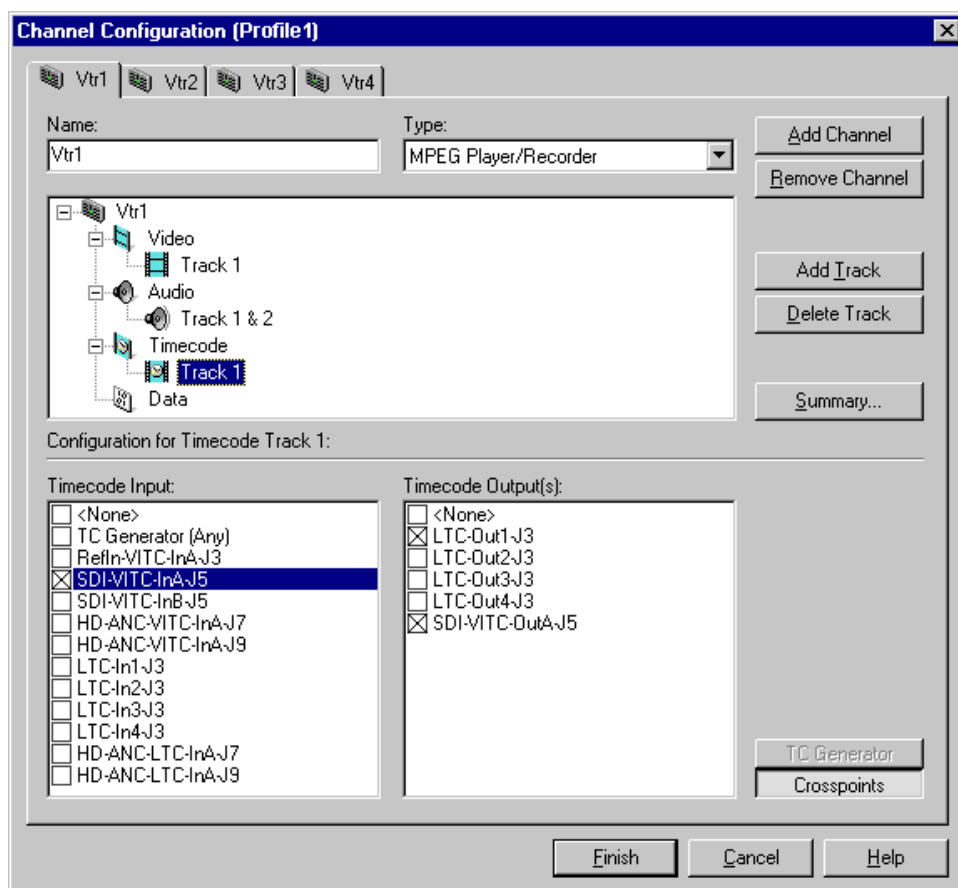 Channel Configuration (Profile1)
Vtr1
Vtr2
Vtr3
Vtr4
Name:
Type:
Vtr1
MPEG Player/Recorder
Add Channel
Remove Channel
Vtr1
Video
Track 1
Audio
Track 1 & 2
Timecode
Track 1
Data
Add Track
Delete Track
Summary...
Configuration for Timecode Track 1:
Timecode Input:
<None>
TC Generator (Any)
RefIn-VITC-InA-J3
SDI-VITC-InA-J5
SDI-VITC-InB-J5
HD-ANC-VITC-InA-J7
HD-ANC-VITC-InA-J9
LTC-In1-J3
LTC-In2-J3
LTC-In3-J3
LTC-In4-J3
HD-ANC-LTC-InA-J7
HD-ANC-LTC-InA-J9
Timecode Output(s):
<None>
LTC-Out1-J3
LTC-Out2-J3
LTC-Out3-J3
LTC-Out4-J3
SDI-VITC-OutA-J5
TC Generator
Crosspoints
Finish
Cancel
Help